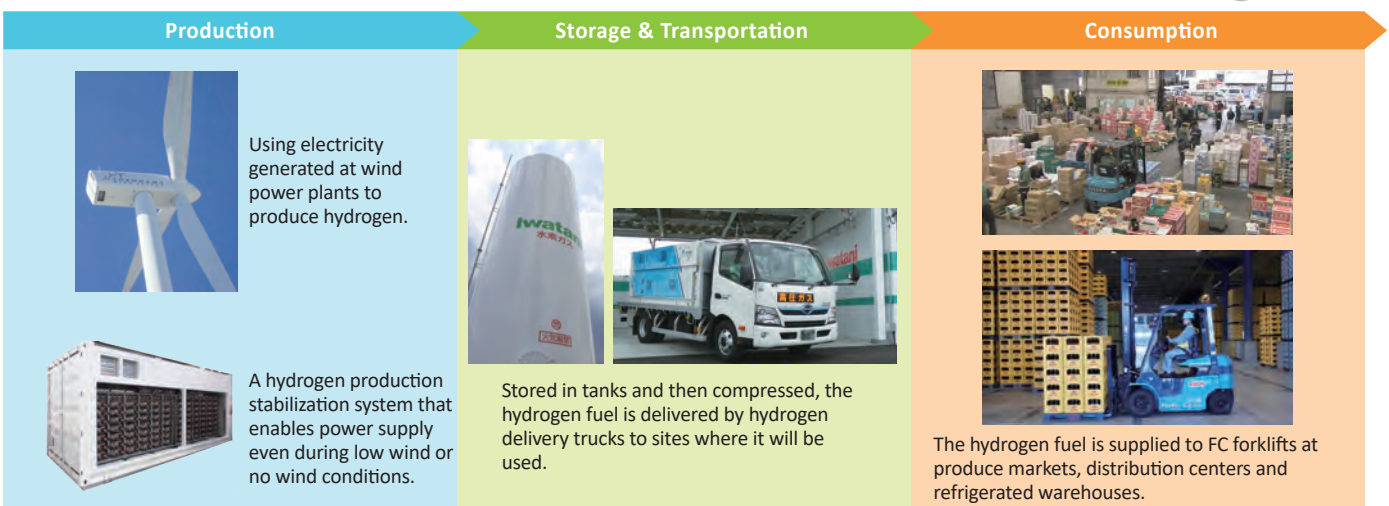 Production
Storage & Transportation
Consumption
Using electricity
generated at wind
power plants to
produce hydrogen.
A hydrogen production
stabilization system that
enables power supply
even during low wind or
no wind conditions.
Iwatani
水素ガス
火気厳禁
Iwatani
高圧ガス
Stored in tanks and then compressed, the
hydrogen fuel is delivered by hydrogen
delivery trucks to sites where it will be
used.
The hydrogen fuel is supplied to FC forklifts at
produce markets, distribution centers and
refrigerated warehouses.